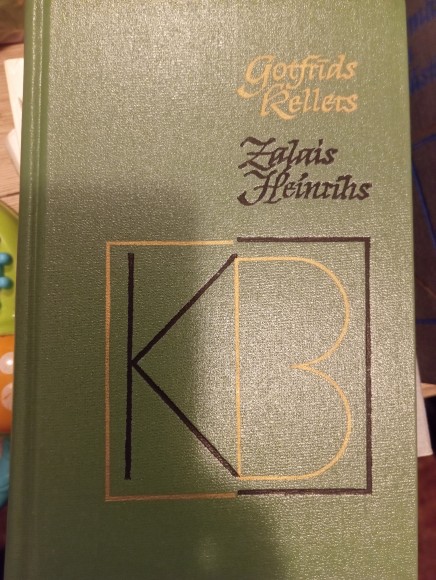 Gotfrīds
Kellers
Zaļais
Heinrihs
KB